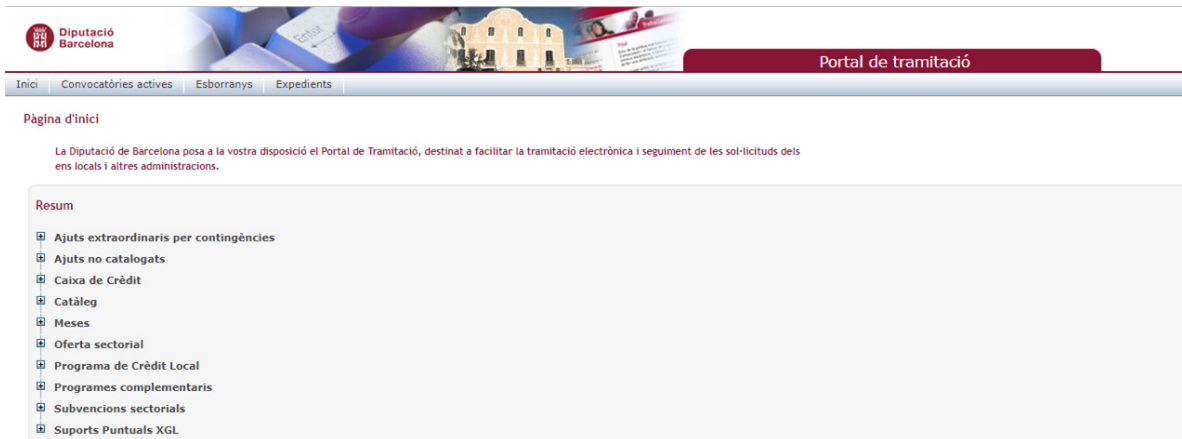 Diputació
Barcelona
Portal de tramitació
Inici Convocatòries actives Esborranys Expedients
Pàgina d'inici
La Diputació de Barcelona posa a la vostra disposició el Portal de Tramitació, destinat a facilitar la tramitació electrònica i seguiment de les sol·licituds dels
ens locals i altres administracions.
Resum
Ajuts extraordinaris per contingències
Ajuts no catalogats
Caixa de Crèdit
Catàleg
Meses
Oferta sectorial
Programa de Crèdit Local
Programes complementaris
Subvencions sectorials
Suports Puntuals XGL